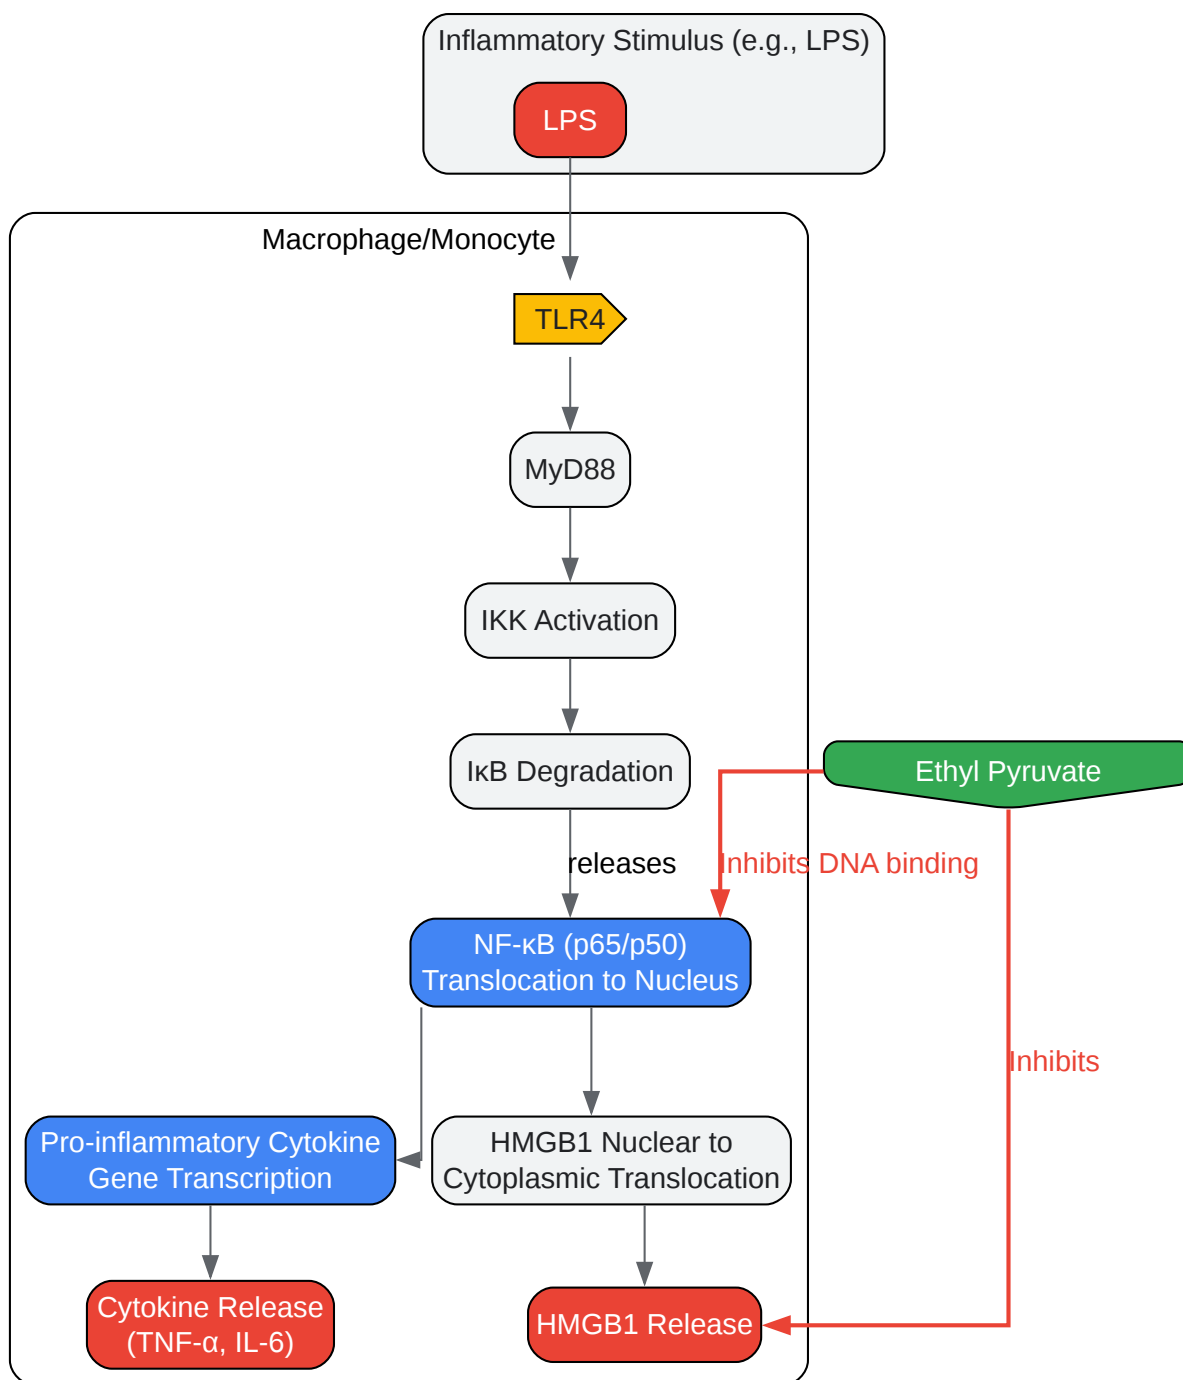 Inflammatory Stimulus (e.g., LPS)
LPS
Macrophage/Monocyte
TLR4
MyD88
IKK Activation
IκB Degradation
Ethyl Pyruvate
releases
Inhibits DNA binding
NF-κB (p65/p50)
Translocation to Nucleus
Inhibits
Pro-inflammatory Cytokine
Gene Transcription
HMGB1 Nuclear to
Cytoplasmic Translocation
Cytokine Release
(TNF-α, IL-6)
HMGB1 Release